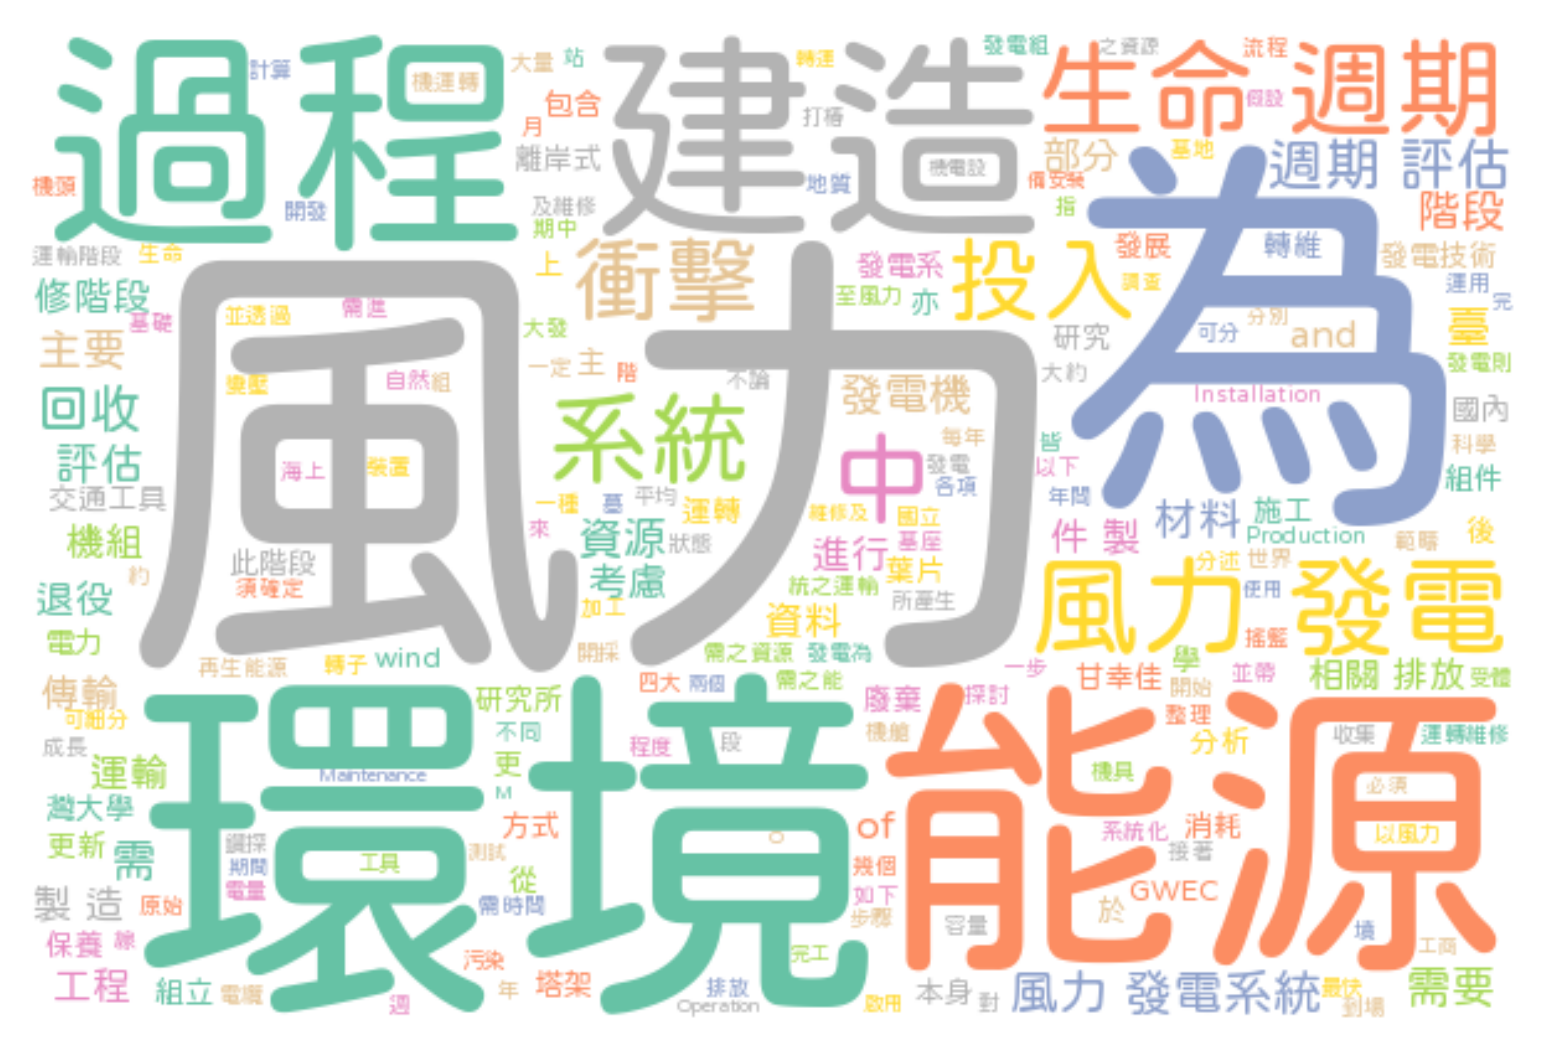 過程
計算
機運轉
大量
站
包含
月
建造
轉運
打樁
發電組
之資源
流程
假設
生命週期
部分
基地
週期 評估
機頭
開發
離岸式
及維修
期中
地質
機電設
備安裝
指
階段
為
運輸階段
生命
修階段
基礎
並透過
需進
上
衝擊
發電系
至風力
亦
投入
調查
發展
轉維
發電技術
運用
完
主要
風力
變壓
自然
組
大發
一定
主
階
不論
研究
大約
可分
分別
and
臺
發電則
回收
系統
發電機
Installation
國內
評估
海上
裝置
中
每年
發電
各項
皆
以下
年間
科學
組件
交通工具
一種
墓
平均
運轉
維修及
國立
基座
材料
施工
Production
範疇
後
機組
此階段
來
資源
狀態
進行
件 製
分述
世界
約
須確定
考慮
葉片
統之運輸
所產生
風力發電
使用
退役
加工
資料
搖籃
電力
再生能源
轉子
wind
開採
需之資源
發電為
一步
學
並帶
傳輸
可細分
研究所
四大
兩個
需之能
廢棄
探討
甘幸佳
開始
整理
相關 排放
受體
成長
環境
不同
程度
段
機艙
能源
分析
收集
運轉維修
運輸
Maintenance
更
M
機具
必須
灣大學
方式
of
系統化
消耗
以風力
更新
需
鑽探
期間
電量
工具
測試
O
幾個
接著
製 造
原始
從
需時間
如下
步驟
容量
GWEC
於
保養
線
污染
完工
墳
工商
工程
組立
電纜
週
年
塔架
排放
Operation
啟用
本身
對
風力 發電系統
最快
到場
需要